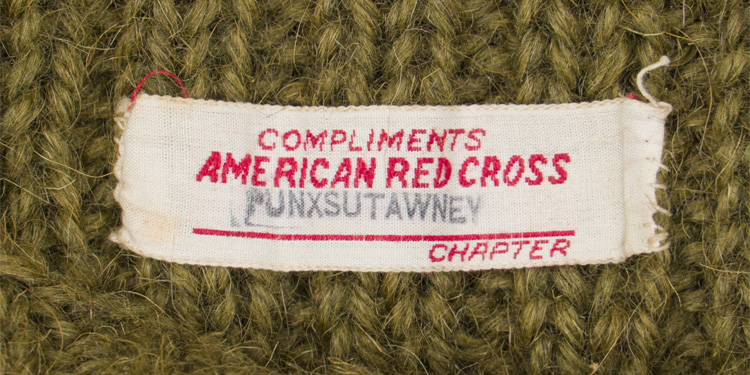 COMPLIMENTS
AMERICAN RED CROSS
PUNXSUTAWNEY
CHAPTER